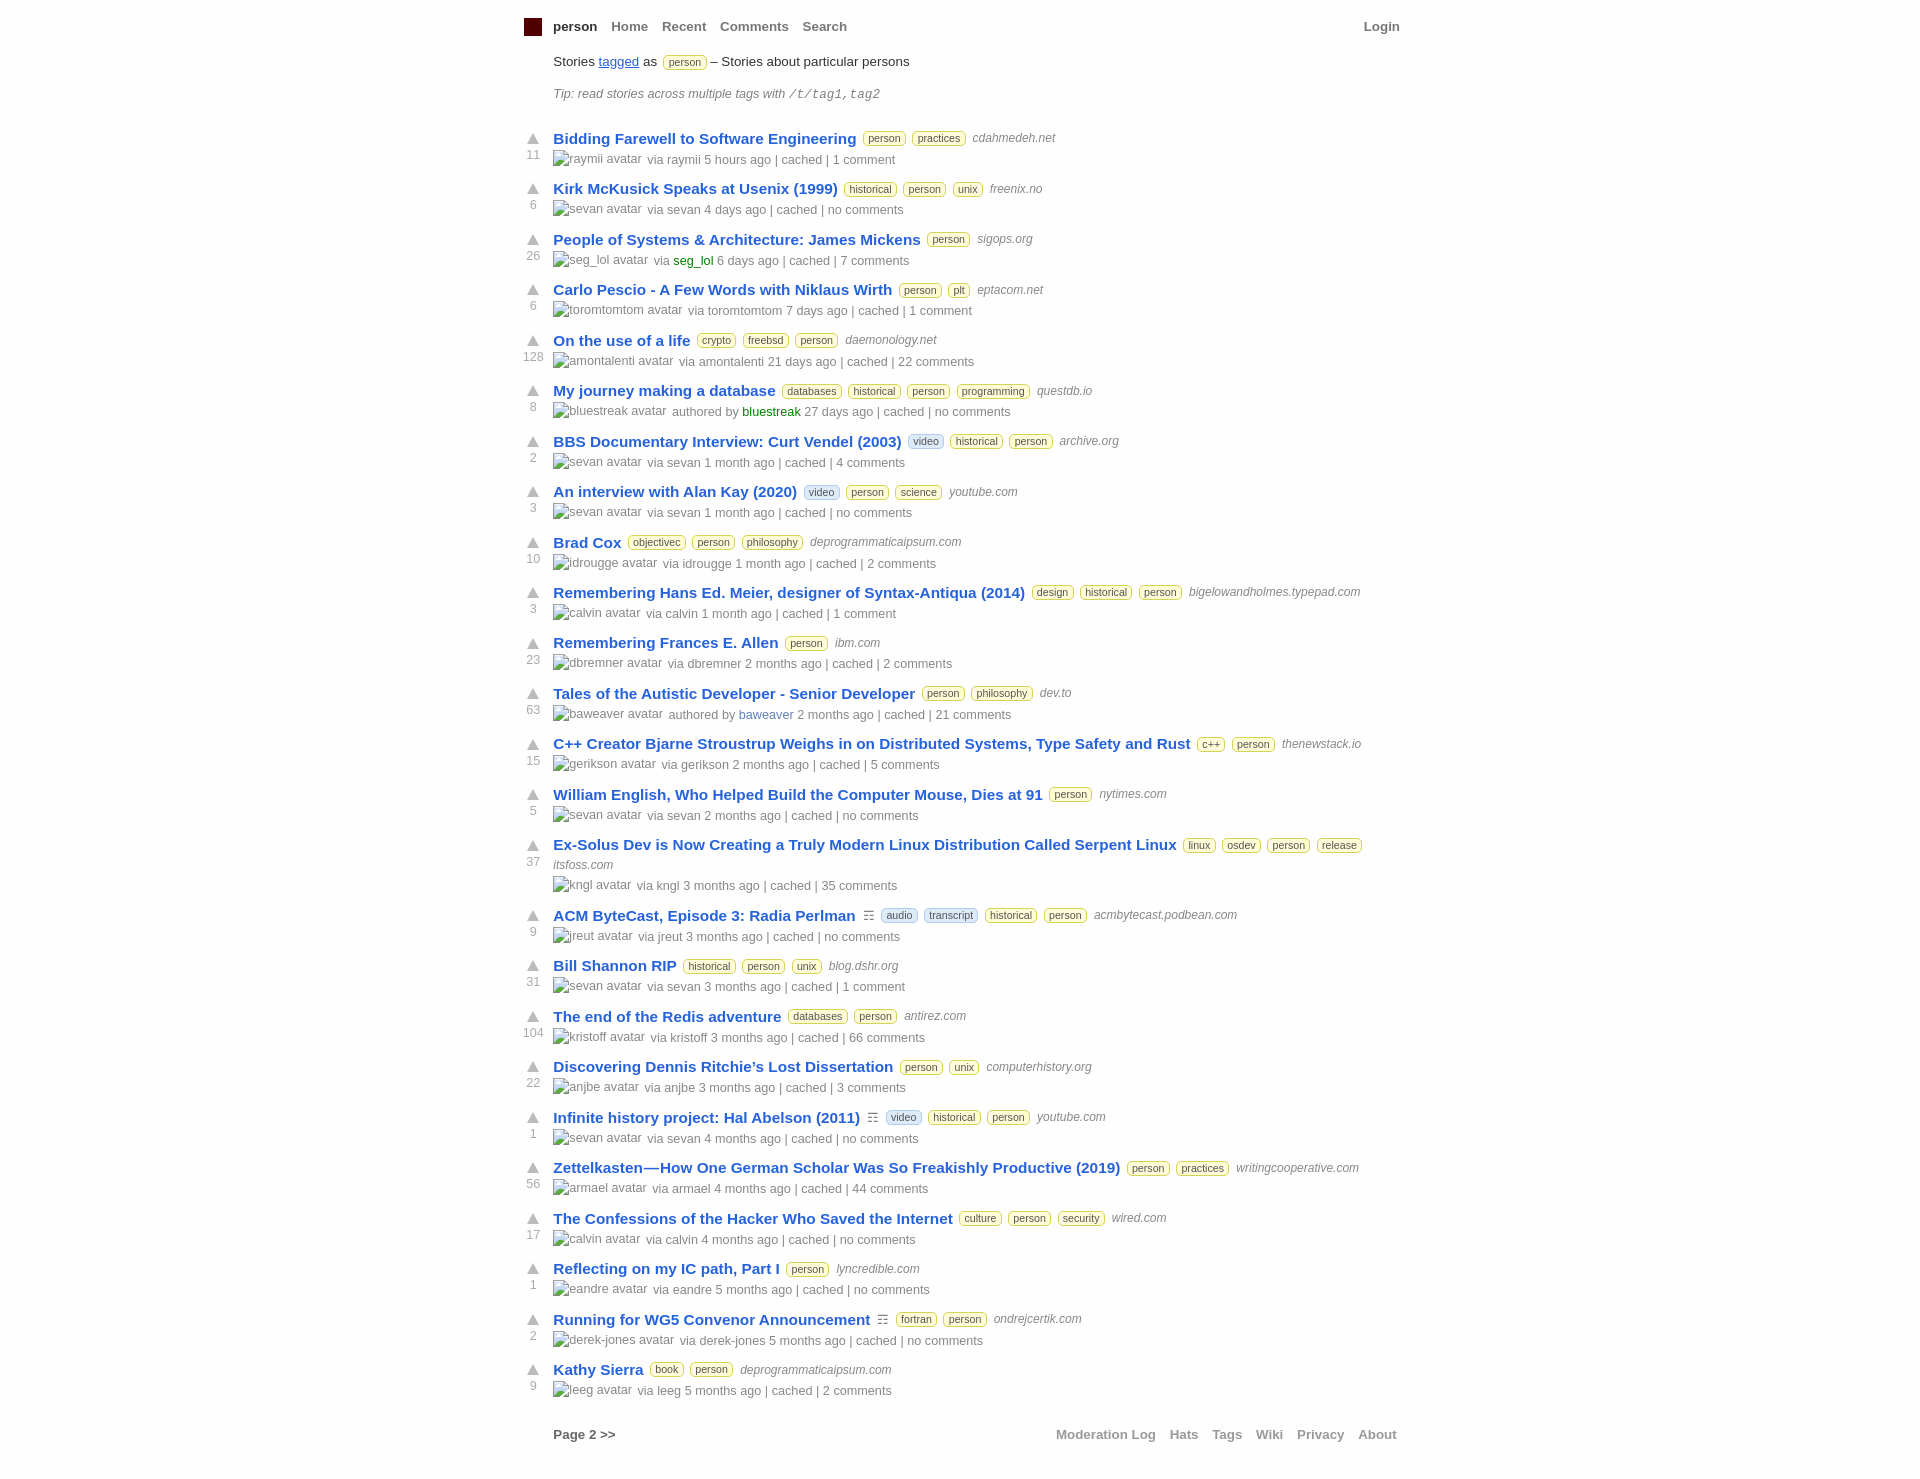 person Home Recent Comments Search Login
Stories tagged as person – Stories about particular persons
Tip: read stories across multiple tags with /t/tag1,tag2
Bidding Farewell to Software Engineering person practices cdahmedeh.net
11 raymii avatar via raymii 5 hours ago | cached | 1 comment
Kirk McKusick Speaks at Usenix (1999) historical person unix freenix.no
6 sevan avatar via sevan 4 days ago | cached | no comments
People of Systems & Architecture: James Mickens person sigops.org
26 seg_lol avatar via seg_lol 6 days ago | cached | 7 comments
Carlo Pescio - A Few Words with Niklaus Wirth person plt eptacom.net
6 toromtomtom avatar via toromtomtom 7 days ago | cached | 1 comment
On the use of a life crypto freebsd person daemonology.net
128 amontalenti avatar via amontalenti 21 days ago | cached | 22 comments
My journey making a database databases historical person programming questdb.io
8 bluestreak avatar authored by bluestreak 27 days ago | cached | no comments
BBS Documentary Interview: Curt Vendel (2003) video historical person archive.org
2 sevan avatar via sevan 1 month ago | cached | 4 comments
An interview with Alan Kay (2020) video person science youtube.com
3 sevan avatar via sevan 1 month ago | cached | no comments
Brad Cox objectivec person philosophy deprogrammaticaipsum.com
10 idrougge avatar via idrougge 1 month ago | cached | 2 comments
Remembering Hans Ed. Meier, designer of Syntax-Antiqua (2014) design historical person bigelowandholmes.typepad.com
3 calvin avatar via calvin 1 month ago | cached | 1 comment
Remembering Frances E. Allen person ibm.com
23 dbremner avatar via dbremner 2 months ago | cached | 2 comments
Tales of the Autistic Developer - Senior Developer person philosophy dev.to
63 baweaver avatar authored by baweaver 2 months ago | cached | 21 comments
C++ Creator Bjarne Stroustrup Weighs in on Distributed Systems, Type Safety and Rust c++ person thenewstack.io
15 gerikson avatar via gerikson 2 months ago | cached | 5 comments
William English, Who Helped Build the Computer Mouse, Dies at 91 person nytimes.com
5 sevan avatar via sevan 2 months ago | cached | no comments
Ex-Solus Dev is Now Creating a Truly Modern Linux Distribution Called Serpent Linux linux osdev person release
37 itsfoss.com
kngl avatar via kngl 3 months ago | cached | 35 comments
ACM ByteCast, Episode 3: Radia Perlman ☶ audio transcript historical person acmbytecast.podbean.com
9 jreut avatar via jreut 3 months ago | cached | no comments
Bill Shannon RIP historical person unix blog.dshr.org
31 sevan avatar via sevan 3 months ago | cached | 1 comment
The end of the Redis adventure databases person antirez.com
104 kristoff avatar via kristoff 3 months ago | cached | 66 comments
Discovering Dennis Ritchie’s Lost Dissertation person unix computerhistory.org
22 anjbe avatar via anjbe 3 months ago | cached | 3 comments
Infinite history project: Hal Abelson (2011) ☶ video historical person youtube.com
1 sevan avatar via sevan 4 months ago | cached | no comments
Zettelkasten — How One German Scholar Was So Freakishly Productive (2019) person practices writingcooperative.com
56 armael avatar via armael 4 months ago | cached | 44 comments
The Confessions of the Hacker Who Saved the Internet culture person security wired.com
17 calvin avatar via calvin 4 months ago | cached | no comments
Reflecting on my IC path, Part I person lyncredible.com
1 eandre avatar via eandre 5 months ago | cached | no comments
Running for WG5 Convenor Announcement ☶ fortran person ondrejcertik.com
2 derek-jones avatar via derek-jones 5 months ago | cached | no comments
Kathy Sierra book person deprogrammaticaipsum.com
9 leeg avatar via leeg 5 months ago | cached | 2 comments
Page 2 >> Moderation Log Hats Tags Wiki Privacy About